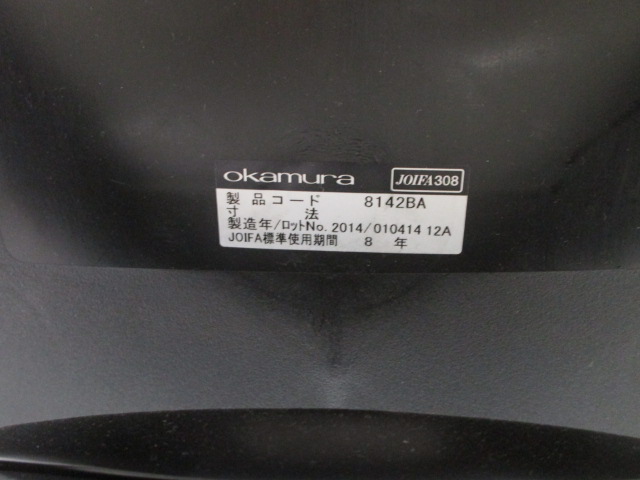 okamura JOIFA308
製品コード 8142BA
寸法
製造年/ロットNo. 2014/010414 12A
JOIFA標準使用期間 8 年